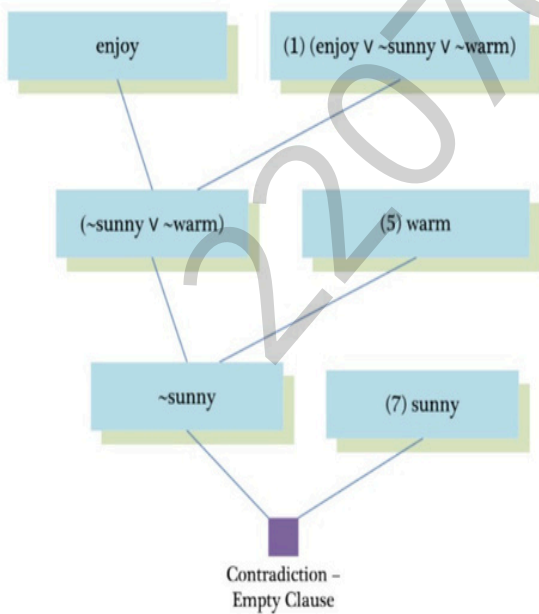 enjoy
(1) (enjoy ∨ ~sunny ∨ ~warm)
(~sunny ∨ ~warm)
(5) warm
~sunny
(7) sunny
Contradiction –
Empty Clause